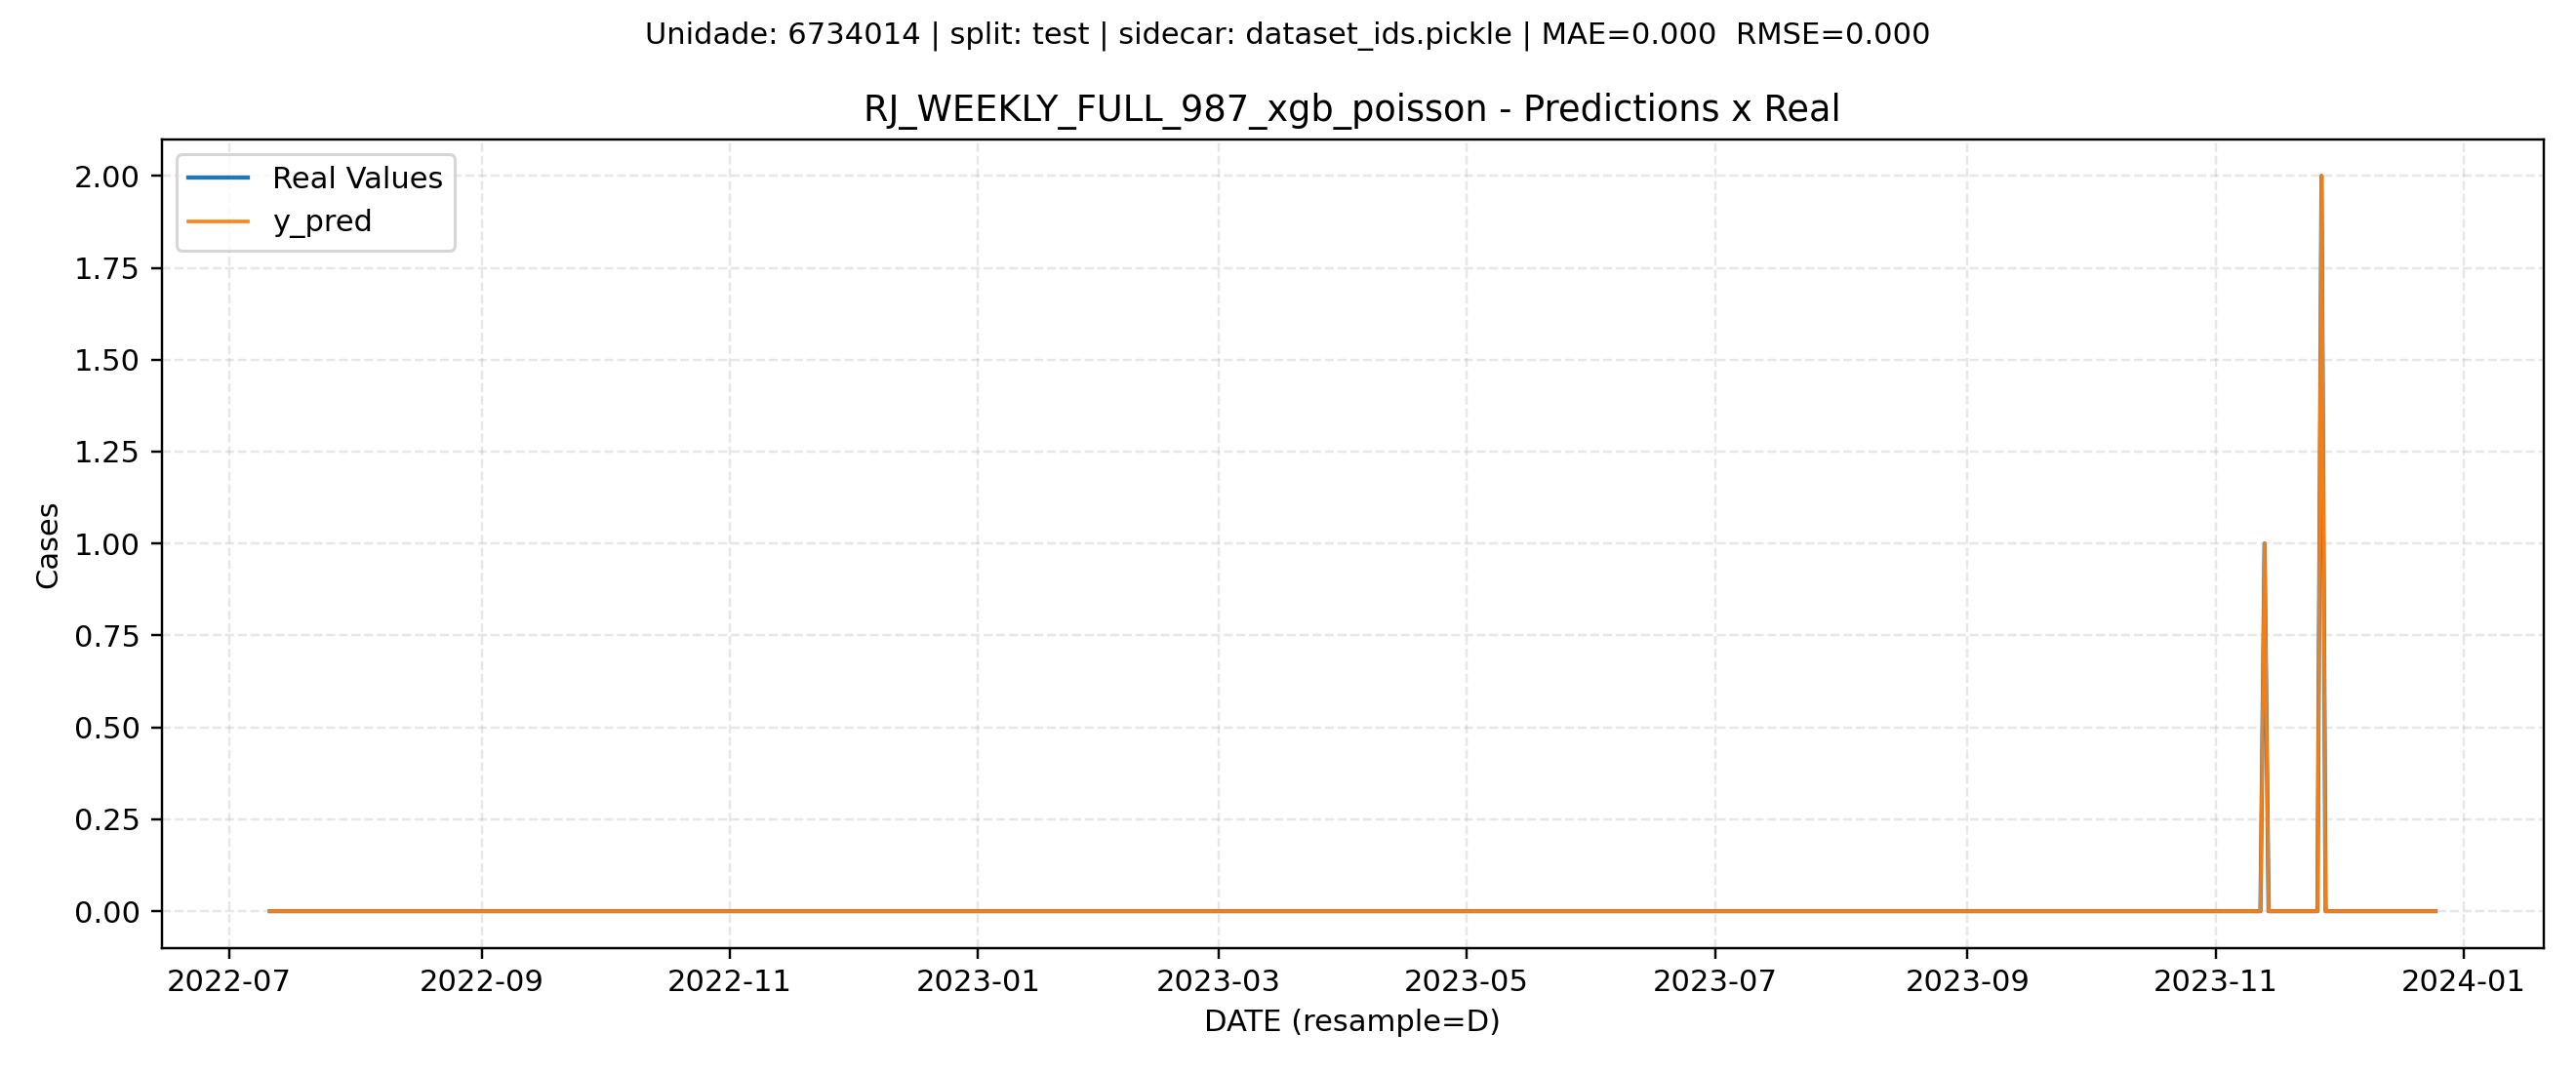 Unidade: 6734014 | split: test | sidecar: dataset_ids.pickle | MAE=0.000  RMSE=0.000
RJ_WEEKLY_FULL_987_xgb_poisson - Predictions x Real
Real Values
y_pred
2.00
1.75
1.50
1.25
1.00
0.75
0.50
0.25
0.00
Cases
2022-07 2022-09 2022-11 2023-01 2023-03 2023-05 2023-07 2023-09 2023-11 2024-01
DATE (resample=D)